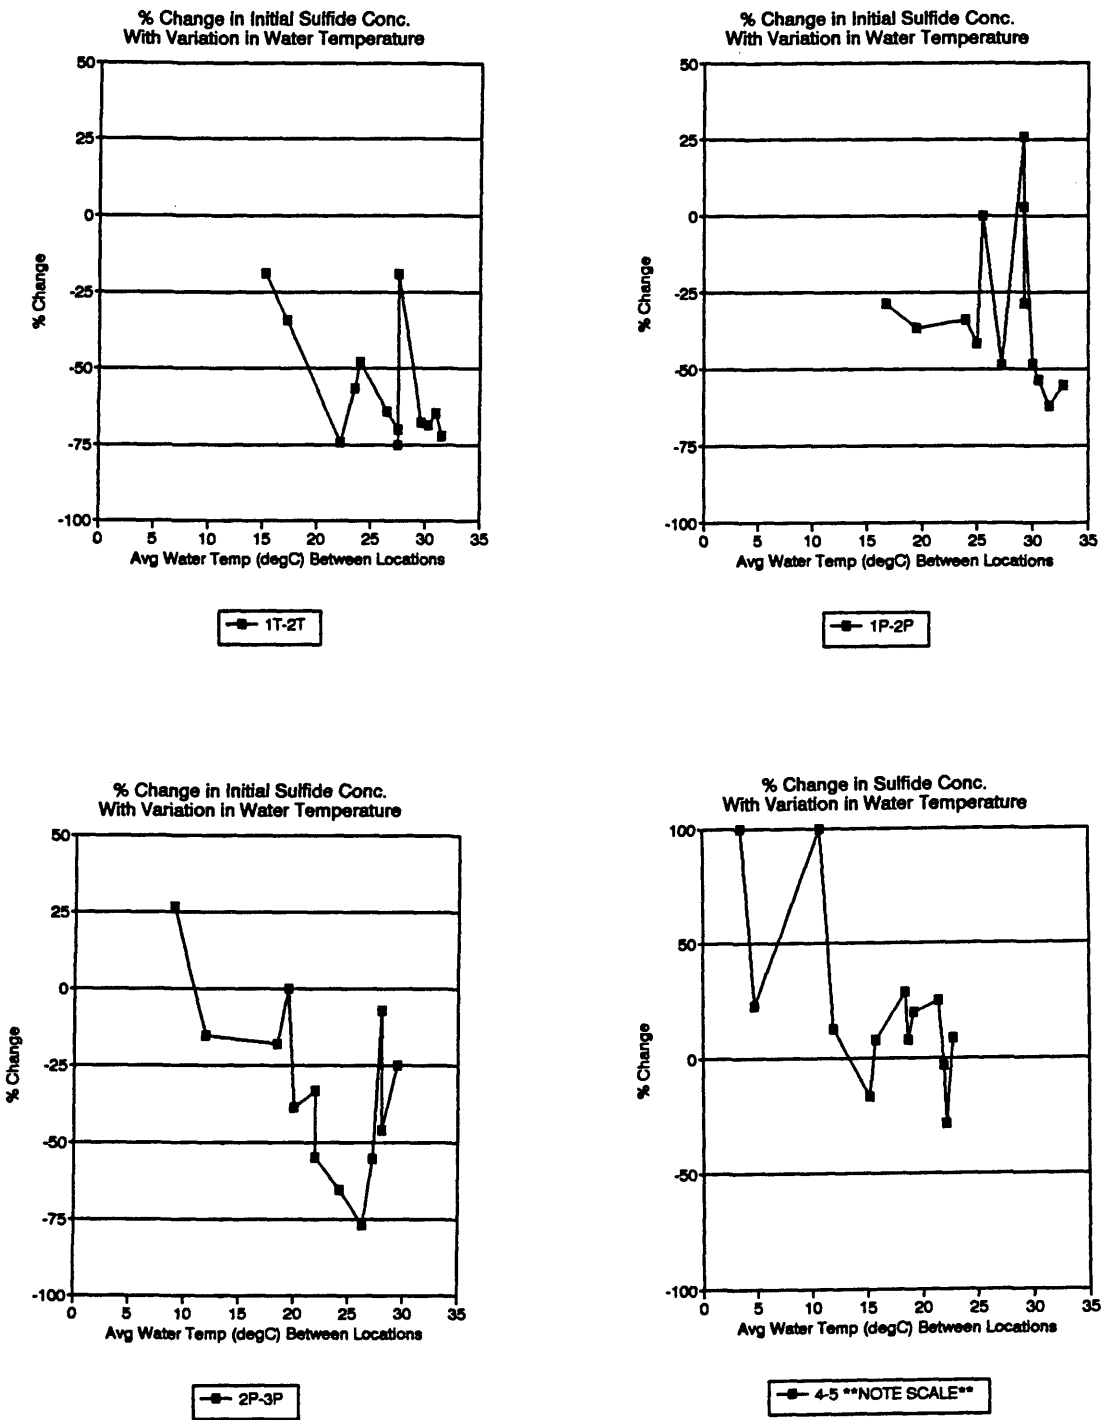 % Change in Initial Sulfide Conc.
With Variation in Water Temperature
50
25
0
-25
-50
-75
-100
% Change
0 5 10 15 20 25 30 35
Avg Water Temp (degC) Between Locations
1T-2T
% Change in Initial Sulfide Conc.
With Variation in Water Temperature
50
25
0
-25
-50
-75
-100
% Change
0 5 10 15 20 25 30 35
Avg Water Temp (degC) Between Locations
1P-2P
% Change in Initial Sulfide Conc.
With Variation in Water Temperature
50
25
0
-25
-50
-75
-100
% Change
0 5 10 15 20 25 30 35
Avg Water Temp (degC) Between Locations
2P-3P
% Change in Sulfide Conc.
With Variation in Water Temperature
100
50
0
-50
-100
% Change
0 5 10 15 20 25 30 35
Avg Water Temp (degC) Between Locations
4-5 **NOTE SCALE**